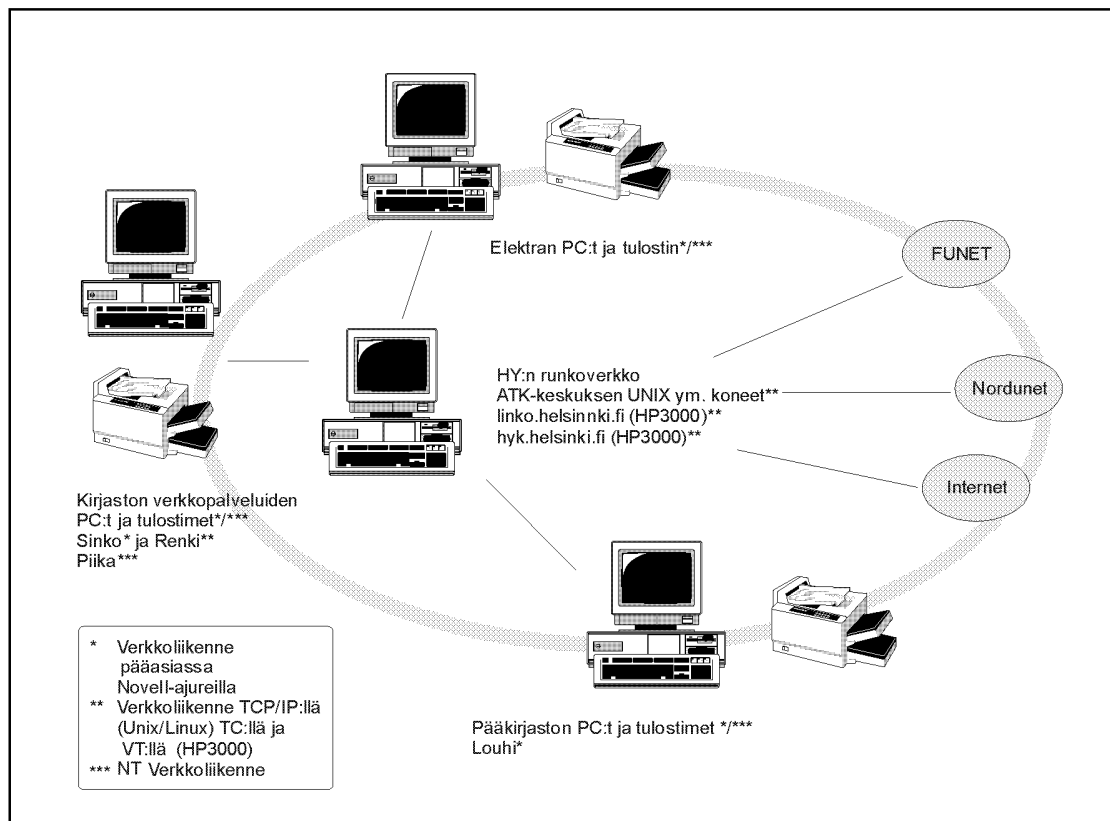 Elektran PC:t ja tulostin*/***
FUNET
HY:n runkoverkko
ATK-keskuksen UNIX ym. koneet**
linko.helsinnki.fi (HP3000)**
hyk.helsinki.fi (HP3000)**
Nordunet
Internet
Kirjaston verkkopalveluiden
PC:t ja tulostimet*/***
Sinko* ja Renki**
Piika***
* Verkkoliikenne
pääasiassa
Novell-ajureilla
** Verkkoliikenne TCP/IP:llä
(Unix/Linux) TC:llä ja
VT:llä (HP3000)
*** NT Verkkoliikenne
Pääkirjaston PC:t ja tulostimet */***
Louhi*